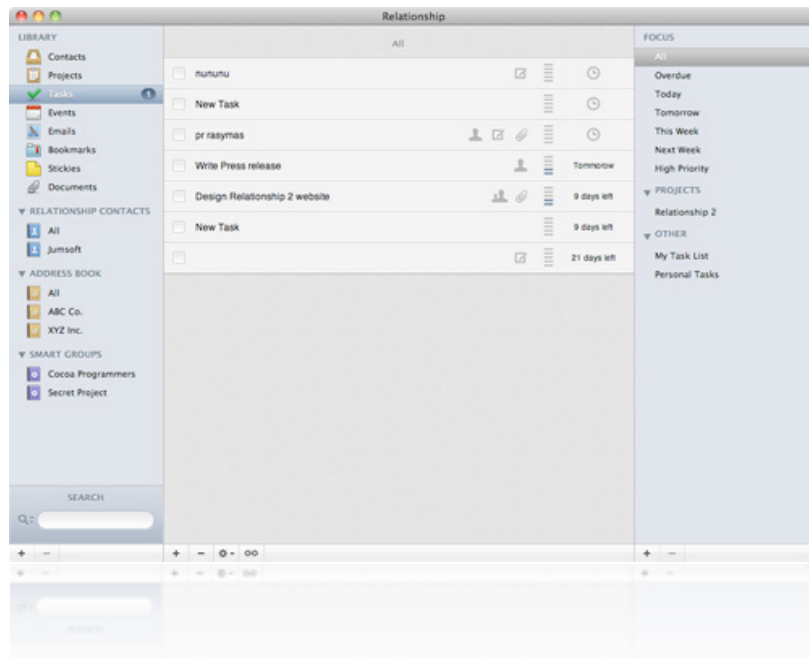 Relationship
LIBRARY
Contacts
Projects
Tasks 1
Events
Emails
Bookmarks
Stickies
Documents
RELATIONSHIP CONTACTS
All
Jumsoft
ADDRESS BOOK
All
ABC Co.
XYZ Inc.
SMART GROUPS
Cocoa Programmers
Secret Project
SEARCH
All
nununu
New Task
pr rasymas
Write Press release Tommorow
Design Relationship 2 website 9 days left
New Task 9 days left
21 days left
FOCUS
All
Overdue
Today
Tomorrow
This Week
Next Week
High Priority
PROJECTS
Relationship 2
OTHER
My Task List
Personal Tasks